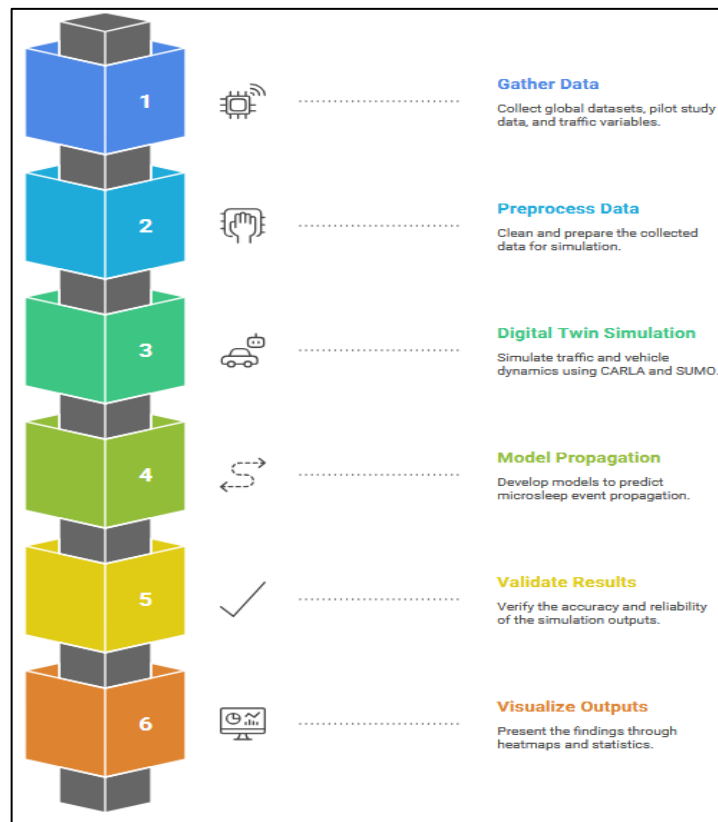 1
Gather Data
Collect global datasets, pilot study
data, and traffic variables.
2
Preprocess Data
Clean and prepare the collected
data for simulation.
3
Digital Twin Simulation
Simulate traffic and vehicle
dynamics using CARLA and SUMO.
4
Model Propagation
Develop models to predict
microsleep event propagation.
5
Validate Results
Verify the accuracy and reliability
of the simulation outputs.
6
Visualize Outputs
Present the findings through
heatmaps and statistics.